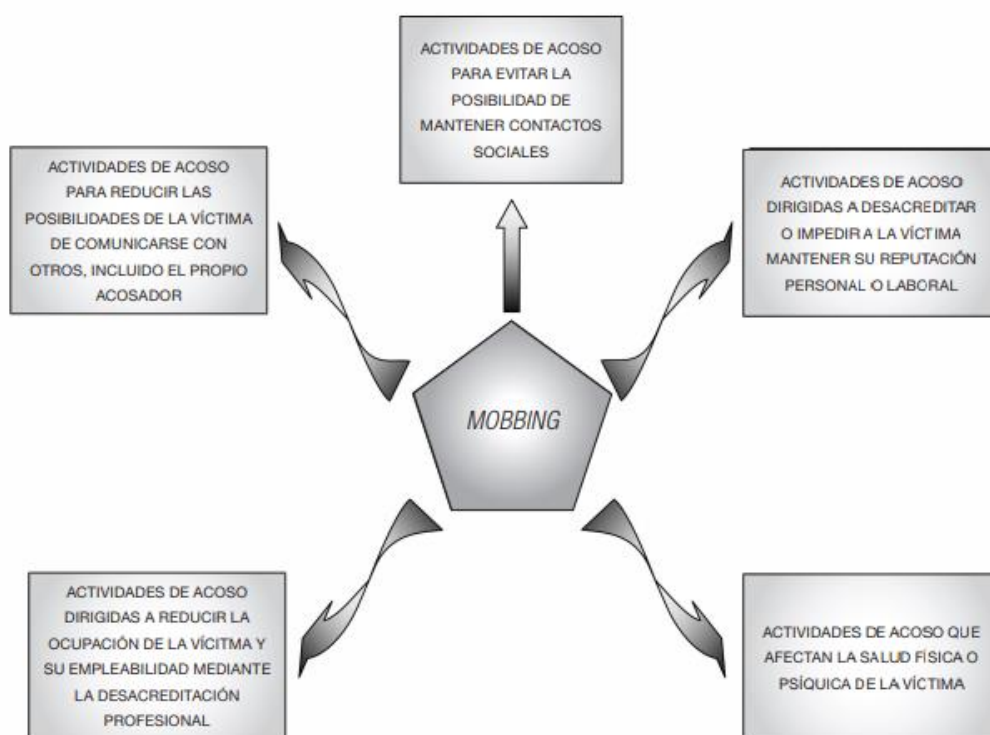 ACTIVIDADES DE ACOSO
PARA EVITAR LA
POSIBILIDAD DE
MANTENER CONTACTOS
SOCIALES
ACTIVIDADES DE ACOSO
PARA REDUCIR LAS
POSIBILIDADES DE LA VÍCTIMA
DE COMUNICARSE CON
OTROS, INCLUIDO EL PROPIO
ACOSADOR
ACTIVIDADES DE ACOSO
DIRIGIDAS A DESACREDITAR
O IMPEDIR A LA VÍCTIMA
MANTENER SU REPUTACIÓN
PERSONAL O LABORAL
MOBBING
ACTIVIDADES DE ACOSO
DIRIGIDAS A REDUCIR LA
OCUPACIÓN DE LA VÍCITMA Y
SU EMPLEABILIDAD MEDIANTE
LA DESACREDITACIÓN
PROFESIONAL
ACTIVIDADES DE ACOSO QUE
AFECTAN LA SALUD FÍSICA O
PSÍQUICA DE LA VÍCTIMA